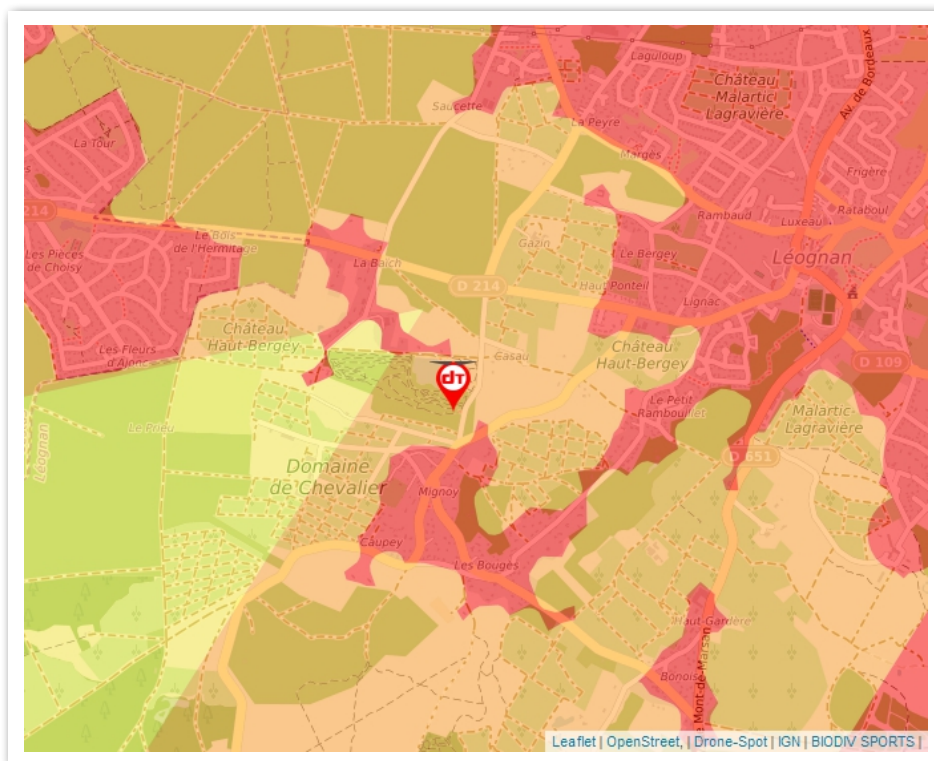 Laguloup
Château
Malartic
Lagravière
Av. de Bordeaux
Saucette
La Peyre
La Tour
Margès
Frigère
214
Rambaud
Rataboul
Luxeau
Le Bois
de l'Hermitage
Gazin
Le Bergey
Les Pièces
de Choisy
La Baich
Léognan
D 214
Haut Ponteil
Lignac
Château
Haut-Bergey
Château
Haut-Bergey
Les Fleurs
d'Ajonc
Casau
D 109
dT
Le Petit
Rambouillet
Malartic-
Lagravière
Le Prieu
Léognan
D 651
Domaine
de Chevalier
Mignoy
Caupey
Les Bouges
Haut-Gardère
Bonois
Mont-de-Marsan
Leaflet | OpenStreet, | Drone-Spot | IGN | BIODIV SPORTS |